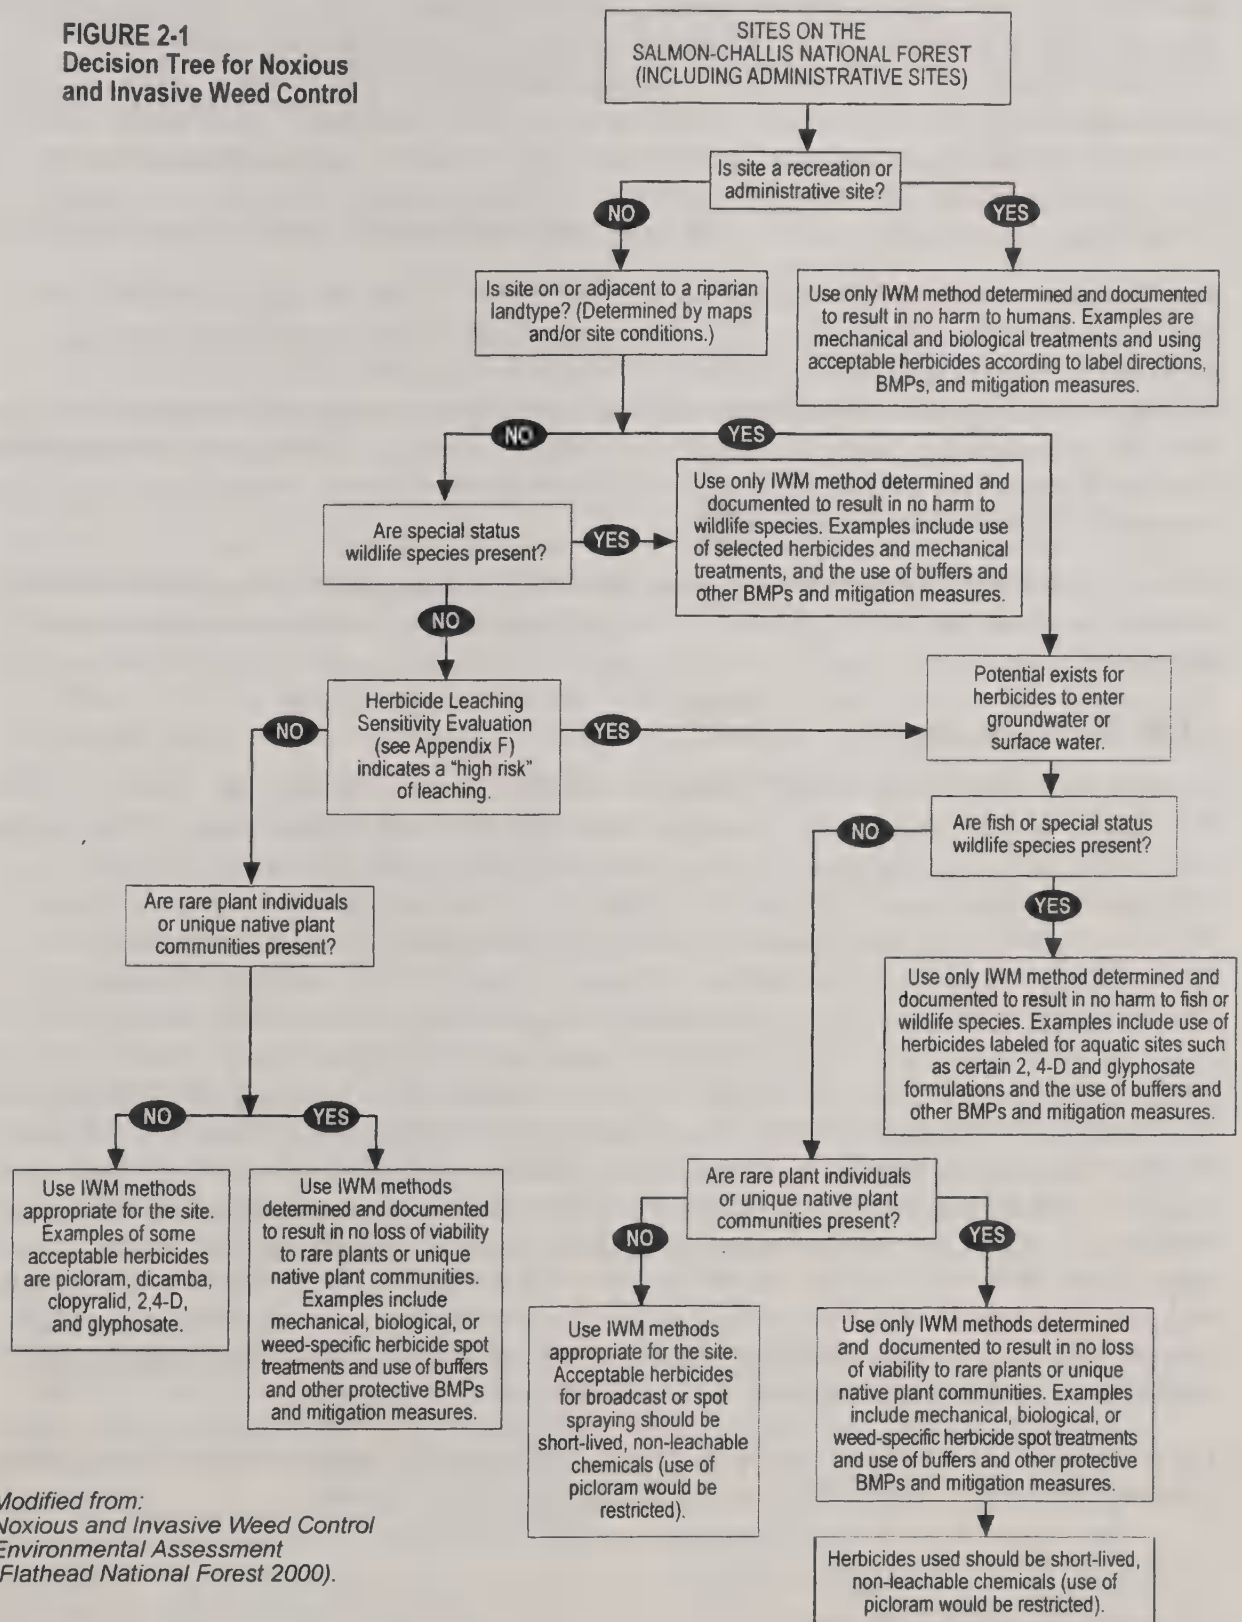 FIGURE 2-1
Decision Tree for Noxious
and Invasive Weed Control
SITES ON THE
SALMON-CHALLIS NATIONAL FOREST
(INCLUDING ADMINISTRATIVE SITES)
Is site a recreation or
administrative site?
NO
YES
Is site on or adjacent to a riparian
landtype? (Determined by maps
and/or site conditions.)
Use only IWM method determined and documented
to result in no harm to humans. Examples are
mechanical and biological treatments and using
acceptable herbicides according to label directions,
BMPs, and mitigation measures.
NO
YES
Are special status
wildlife species present?
YES
Use only IWM method determined and
documented to result in no harm to
wildlife species. Examples include use
of selected herbicides and mechanical
treatments, and the use of buffers and
other BMPs and mitigation measures.
NO
Herbicide Leaching
Sensitivity Evaluation
(see Appendix F)
indicates a "high risk"
of leaching.
NO
YES
Potential exists for
herbicides to enter
groundwater or
surface water.
Are fish or special status
wildlife species present?
NO
YES
Are rare plant individuals
or unique native plant
communities present?
Use only IWM method determined and
documented to result in no harm to fish or
wildlife species. Examples include use of
herbicides labeled for aquatic sites such
as certain 2, 4-D and glyphosate
formulations and the use of buffers and
other BMPs and mitigation measures.
NO
YES
Use IWM methods
appropriate for the site.
Examples of some
acceptable herbicides
are picloram, dicamba,
clopyralid, 2,4-D,
and glyphosate.
Use IWM methods
determined and documented
to result in no loss of viability
to rare plants or unique
native plant communities.
Examples include
mechanical, biological, or
weed-specific herbicide spot
treatments and use of buffers
and other protective BMPs
and mitigation measures.
Are rare plant individuals
or unique native plant
communities present?
NO
YES
Use IWM methods
appropriate for the site.
Acceptable herbicides
for broadcast or spot
spraying should be
short-lived, non-leachable
chemicals (use of
picloram would be
restricted).
Use only IWM methods determined
and documented to result in no loss
of viability to rare plants or unique
native plant communities. Examples
include mechanical, biological, or
weed-specific herbicide spot treatments
and use of buffers and other protective
BMPs and mitigation measures.
Herbicides used should be short-lived,
non-leachable chemicals (use of
picloram would be restricted).
Modified from:
Noxious and Invasive Weed Control
Environmental Assessment
(Flathead National Forest 2000).